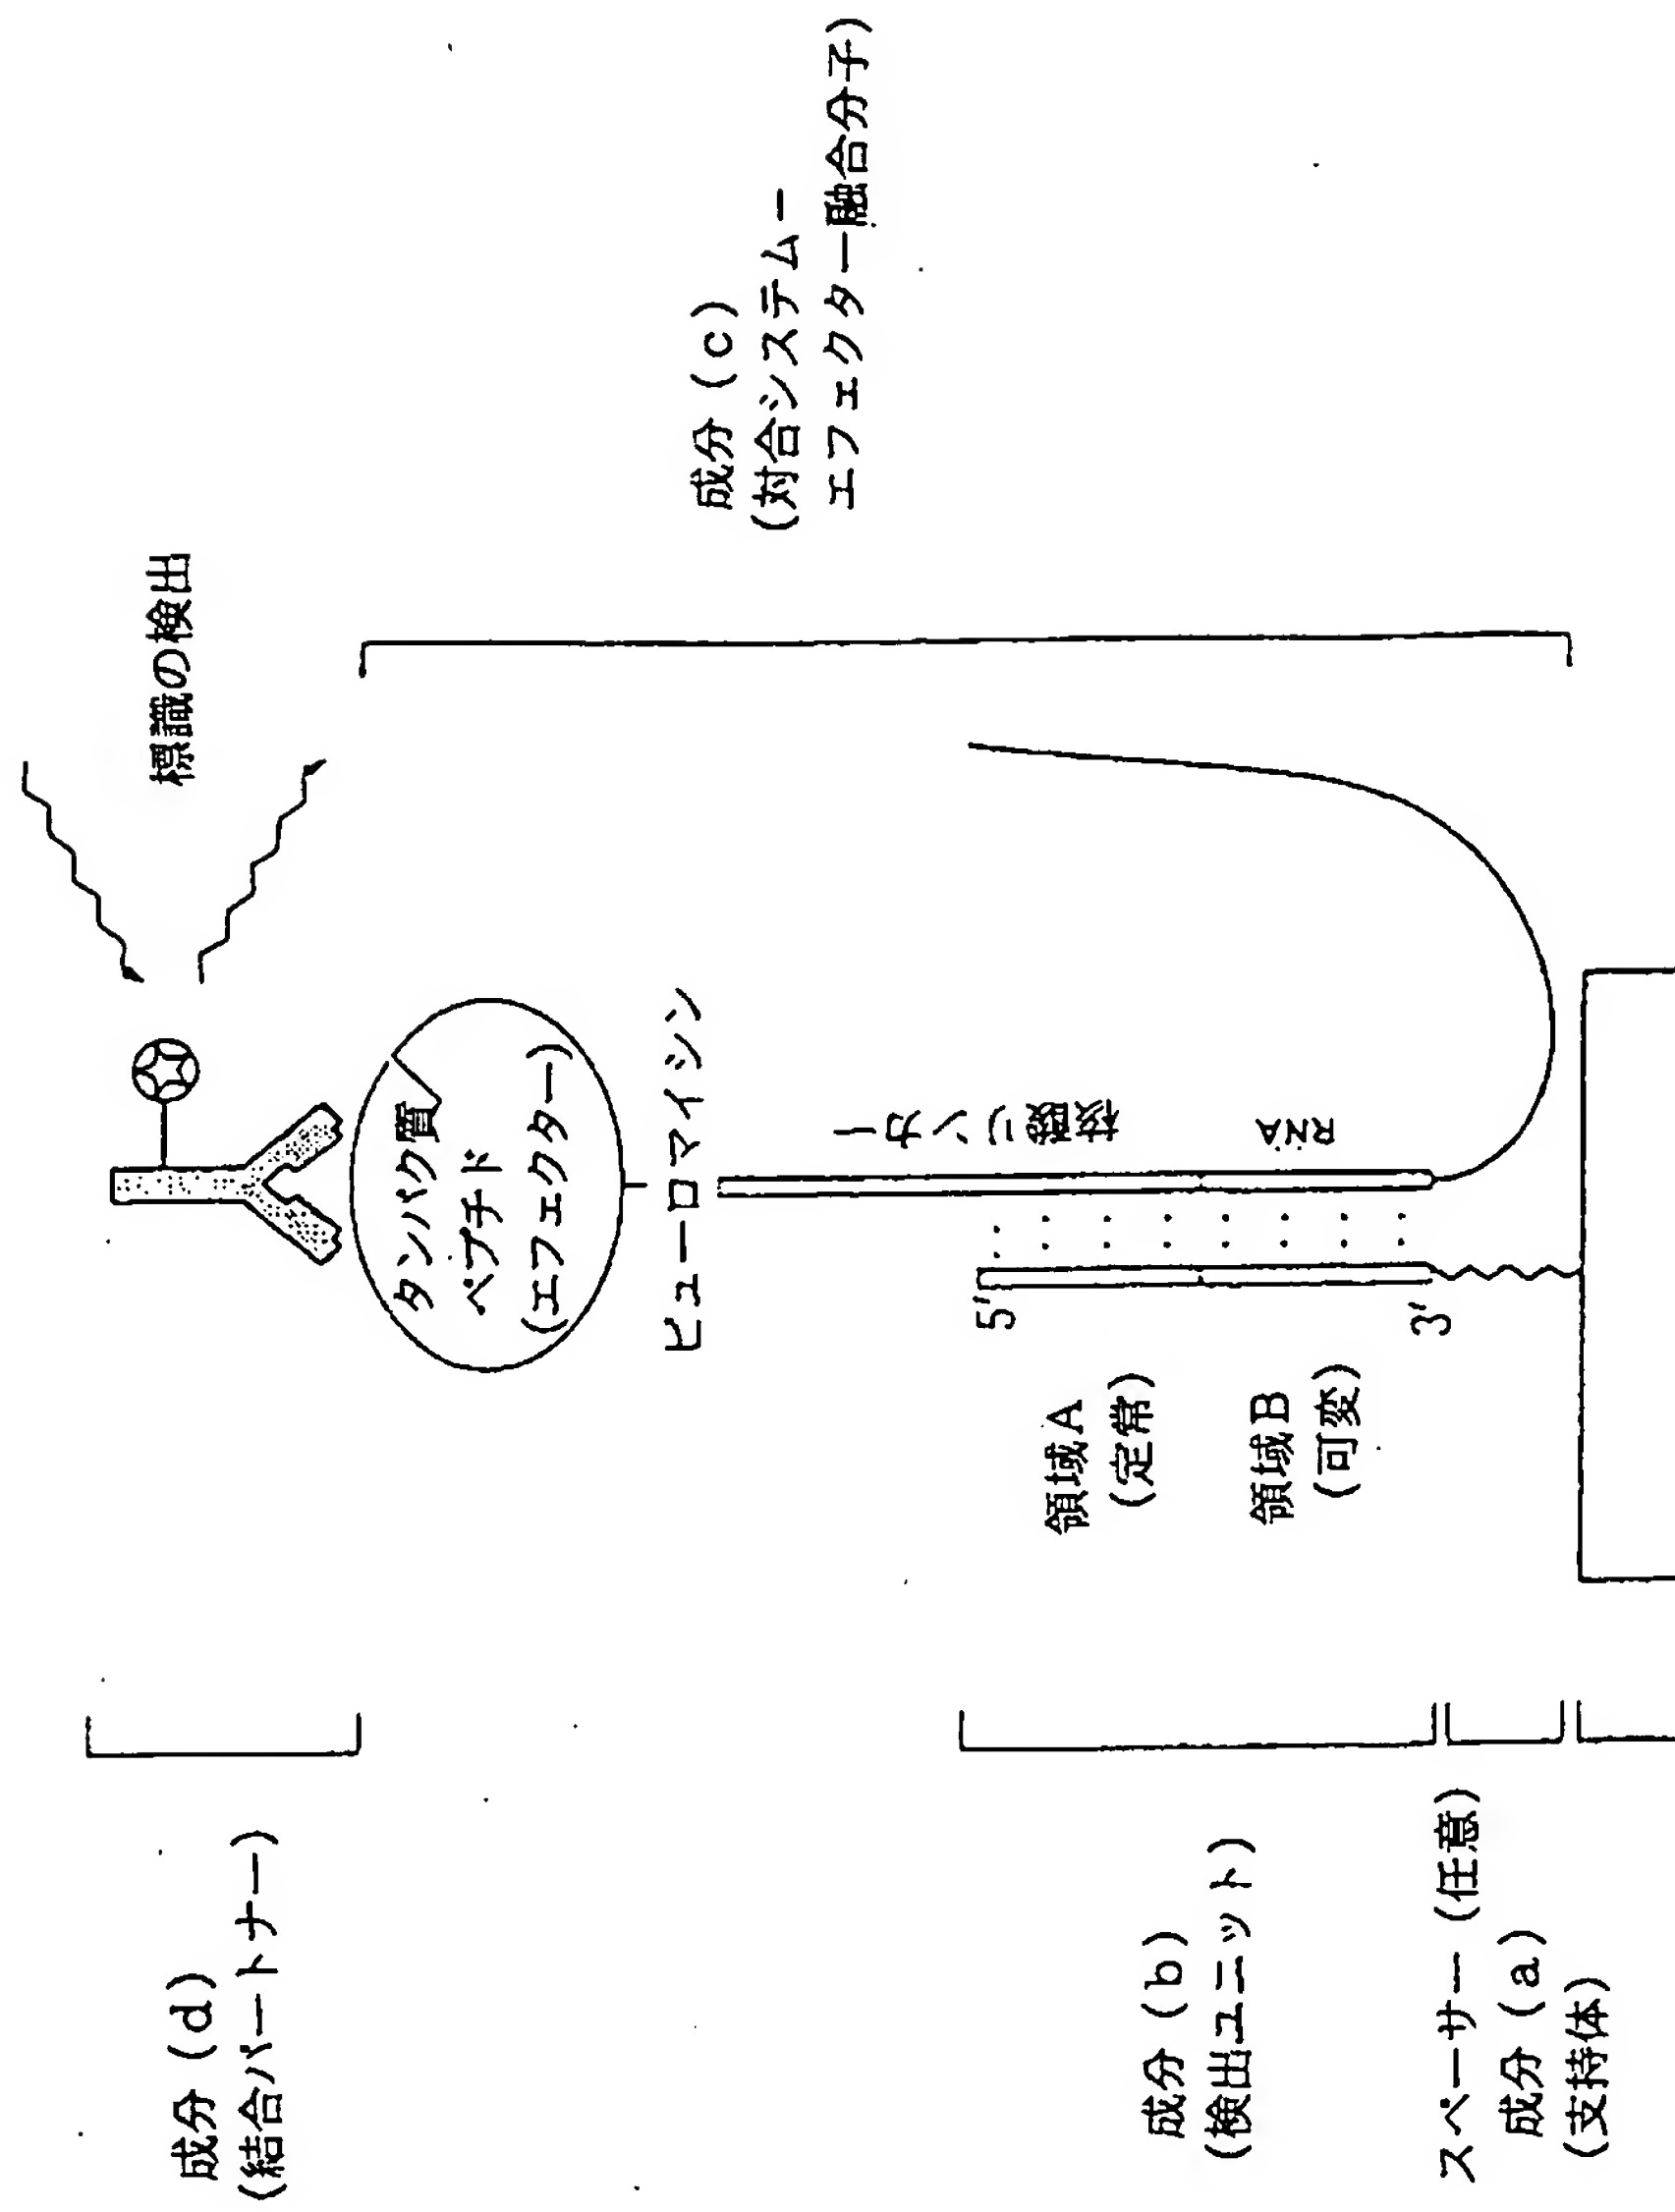 成分 (d)
(結合パートナー)
標識の検出
タンパク質
ペプチド
(エフェクター)
ピューロマイシン
成分 (c)
(対合システムー
エフェクター融合分子)
核酸リンカー
RNA
5'
3'
領域A
(定常)
領域B
(可変)
成分 (b)
(検出ユニット)
スペーサー (任意)
成分 (a)
(支持体)